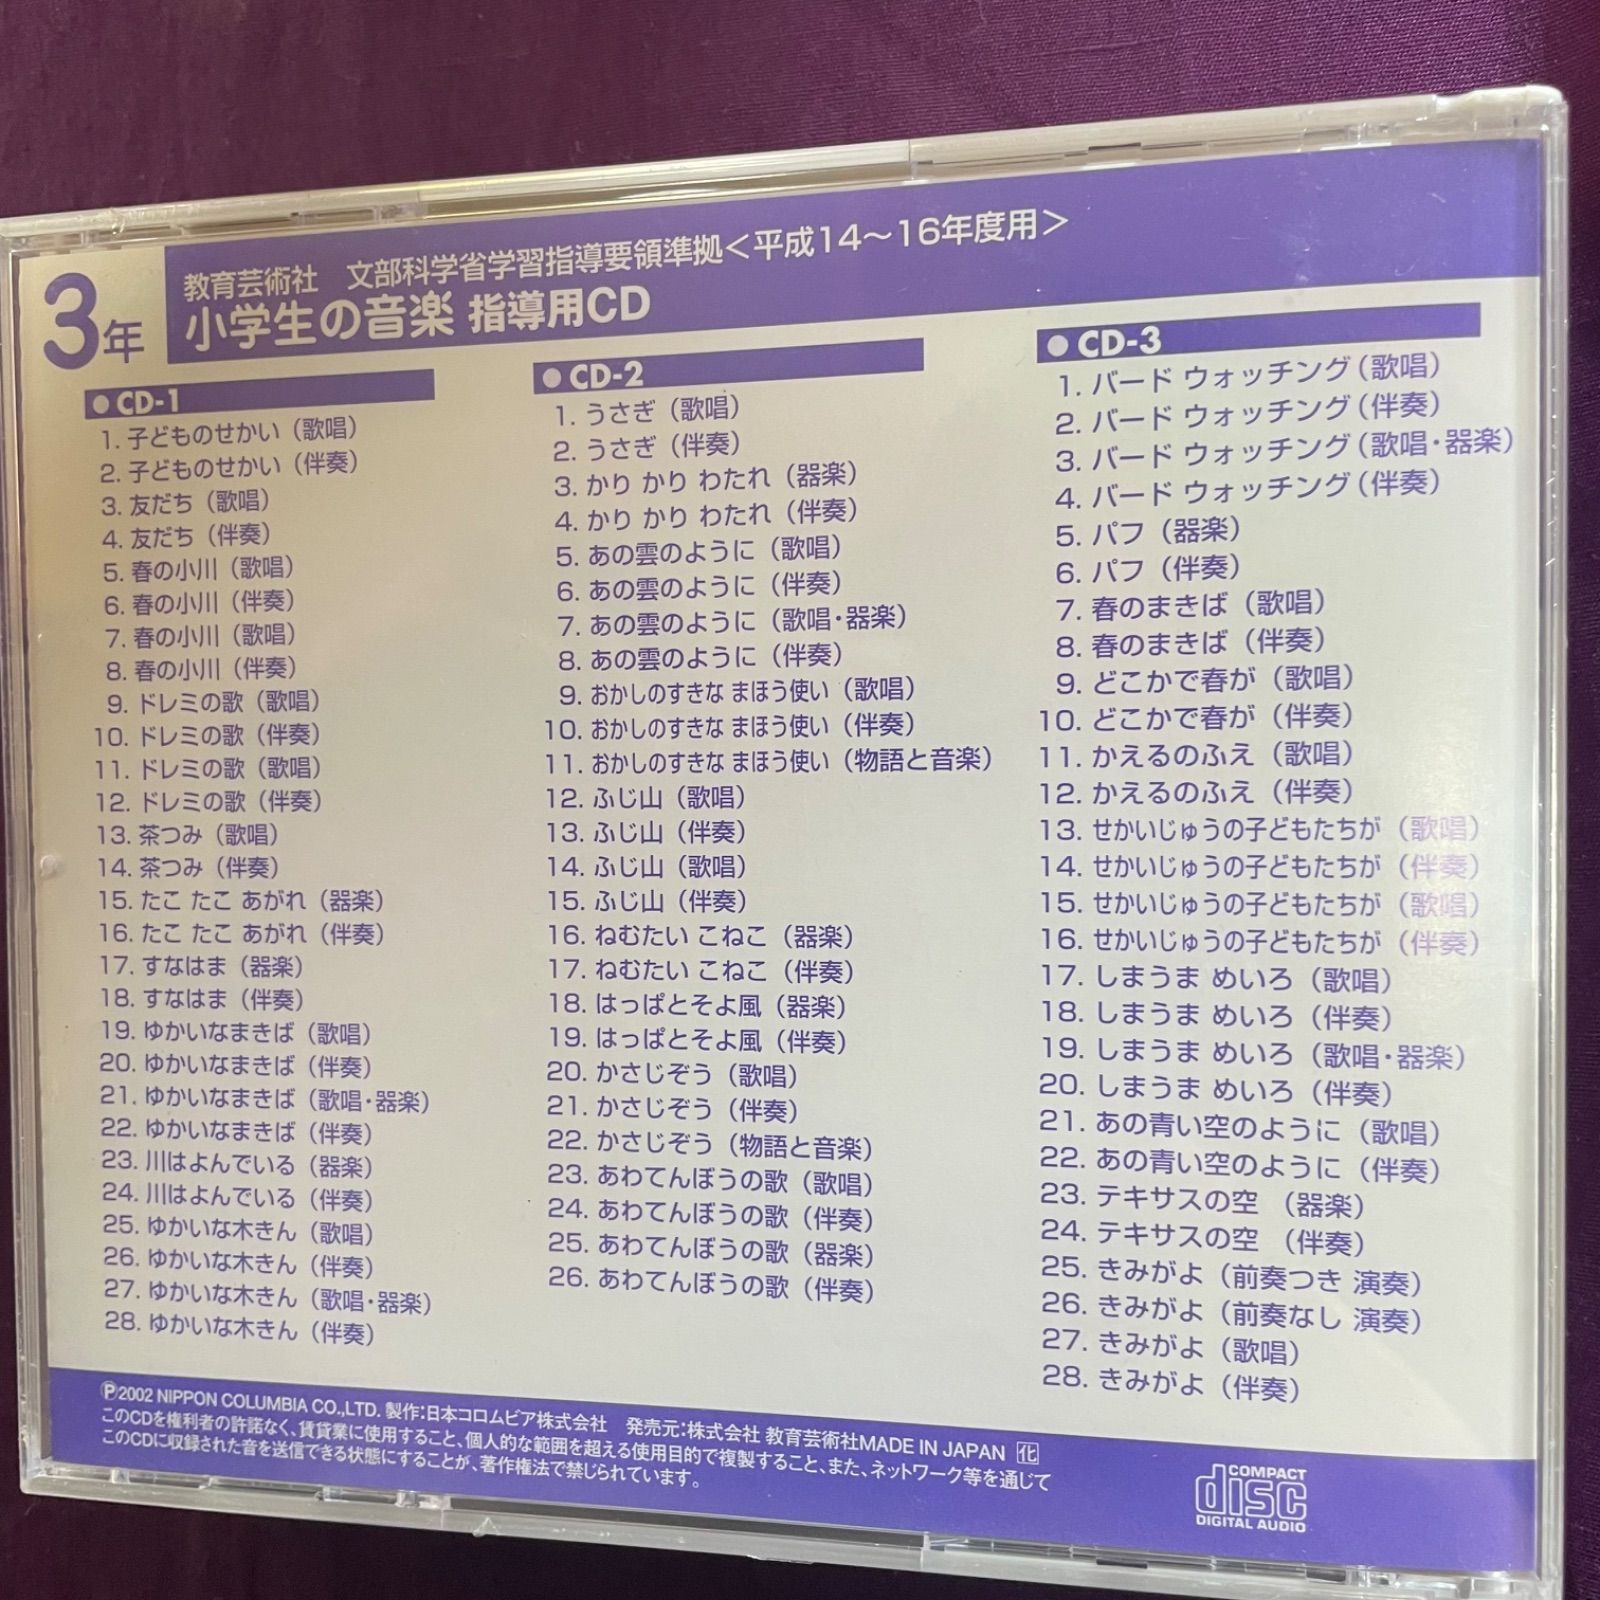 3年
教育芸術社 文部科学省学習指導要領準拠<平成14〜16年度用>
小学生の音楽 指導用CD
● CD-1
1. 子どものせかい（歌唱）
2. 子どものせかい（伴奏）
3. 友だち（歌唱）
4. 友だち（伴奏）
5. 春の小川（歌唱）
6. 春の小川（伴奏）
7. 春の小川（歌唱）
8. 春の小川（伴奏）
9. ドレミの歌（歌唱）
10. ドレミの歌（伴奏）
11. ドレミの歌（歌唱）
12. ドレミの歌（伴奏）
13. 茶つみ（歌唱）
14. 茶つみ（伴奏）
15. たこ たこ あがれ（器楽）
16. たこ たこ あがれ（伴奏）
17. すなはま（器楽）
18. すなはま（伴奏）
19. ゆかいなまきば（歌唱）
20. ゆかいなまきば（伴奏）
21. ゆかいなまきば（歌唱・器楽）
22. ゆかいなまきば（伴奏）
23. 川はよんでいる（器楽）
24. 川はよんでいる（伴奏）
25. ゆかいな木きん（歌唱）
26. ゆかいな木きん（伴奏）
27. ゆかいな木きん（歌唱・器楽）
28. ゆかいな木きん（伴奏）
● CD-2
1. うさぎ（歌唱）
2. うさぎ（伴奏）
3. かり かり わたれ（器楽）
4. かり かり わたれ（伴奏）
5. あの雲のように（歌唱）
6. あの雲のように（伴奏）
7. あの雲のように（歌唱・器楽）
8. あの雲のように（伴奏）
9. おかしのすきな まほう使い（歌唱）
10. おかしのすきな まほう使い（伴奏）
11. おかしのすきな まほう使い（物語と音楽）
12. ふじ山（歌唱）
13. ふじ山（伴奏）
14. ふじ山（歌唱）
15. ふじ山（伴奏）
16. ねむたい こねこ（器楽）
17. ねむたい こねこ（伴奏）
18. はっぱとそよ風（器楽）
19. はっぱとそよ風（伴奏）
20. かさじぞう（歌唱）
21. かさじぞう（伴奏）
22. かさじぞう（物語と音楽）
23. あわてんぼうの歌（歌唱）
24. あわてんぼうの歌（伴奏）
25. あわてんぼうの歌（器楽）
26. あわてんぼうの歌（伴奏）
● CD-3
1. バード ウォッチング（歌唱）
2. バード ウォッチング（伴奏）
3. バード ウォッチング（歌唱・器楽）
4. バード ウォッチング（伴奏）
5. パフ（器楽）
6. パフ（伴奏）
7. 春のまきば（歌唱）
8. 春のまきば（伴奏）
9. どこかで春が（歌唱）
10. どこかで春が（伴奏）
11. かえるのふえ（歌唱）
12. かえるのふえ（伴奏）
13. せかいじゅうの子どもたちが（歌唱）
14. せかいじゅうの子どもたちが（伴奏）
15. せかいじゅうの子どもたちが（歌唱）
16. せかいじゅうの子どもたちが（伴奏）
17. しまうま めいろ（歌唱）
18. しまうま めいろ（伴奏）
19. しまうま めいろ（歌唱・器楽）
20. しまうま めいろ（伴奏）
21. あの青い空のように（歌唱）
22. あの青い空のように（伴奏）
23. テキサスの空（器楽）
24. テキサスの空（伴奏）
25. きみがよ（前奏つき 演奏）
26. きみがよ（前奏なし 演奏）
27. きみがよ（歌唱）
28. きみがよ（伴奏）
Ⓟ2002 NIPPON COLUMBIA CO.,LTD. 製作:日本コロムビア株式会社 発売元:株式会社 教育芸術社MADE IN JAPAN 化
このCDを権利者の許諾なく、賃貸業に使用すること、個人的な範囲を超える使用目的で複製すること、また、ネットワーク等を通じて
このCDに収録された音を送信できる状態にすることが、著作権法で禁じられています。
COMPACT
disc
DIGITAL AUDIO